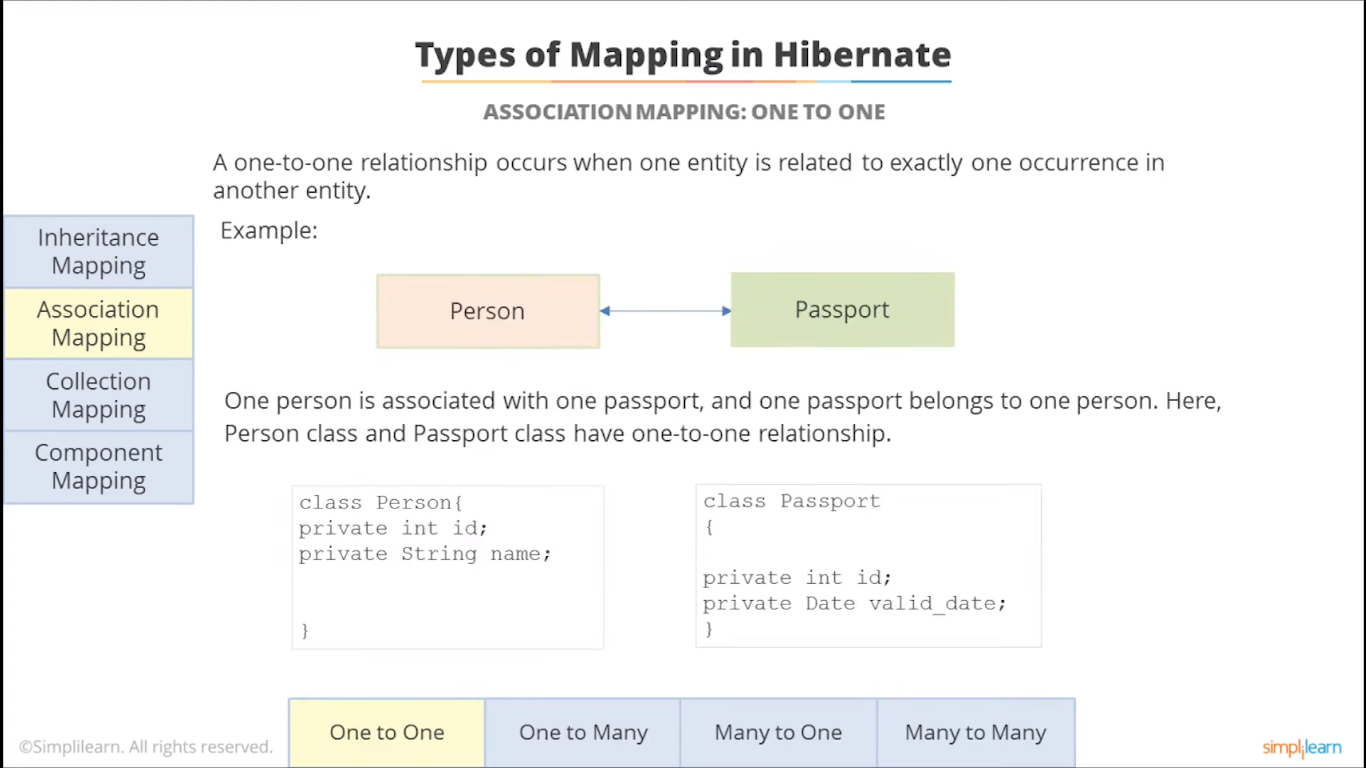 Types of Mapping in Hibernate
ASSOCIATION MAPPING: ONE TO ONE
A one-to-one relationship occurs when one entity is related to exactly one occurrence in
another entity.
Example:
Inheritance
Mapping
Association
Mapping
Collection
Mapping
Component
Mapping
Person
Passport
One person is associated with one passport, and one passport belongs to one person. Here,
Person class and Passport class have one-to-one relationship.
class Person{
private int id;
private String name;
}
class Passport
{
private int id;
private Date valid_date;
}
One to One
One to Many
Many to One
Many to Many
©Simplilearn. All rights reserved.
simplilearn